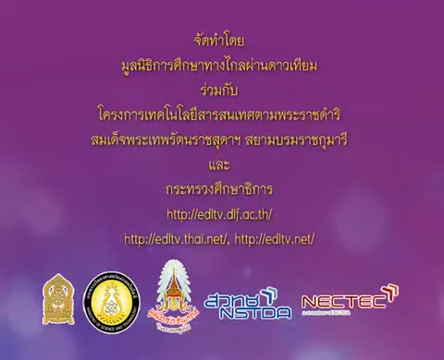 จัดทำโดย
มูลนิธิการศึกษาทางไกลผ่านดาวเทียม
ร่วมกับ
โครงการเทคโนโลยีสารสนเทศตามพระราชดำริ
สมเด็จพระเทพรัตนราชสุดาฯ สยามบรมราชกุมารี
และ
กระทรวงศึกษาธิการ
http://edltv.dlf.ac.th/
http://edltv.thai.net/, http://edltv.net/
สวทช
NSTDA
NECTEC
a member of NSTDA